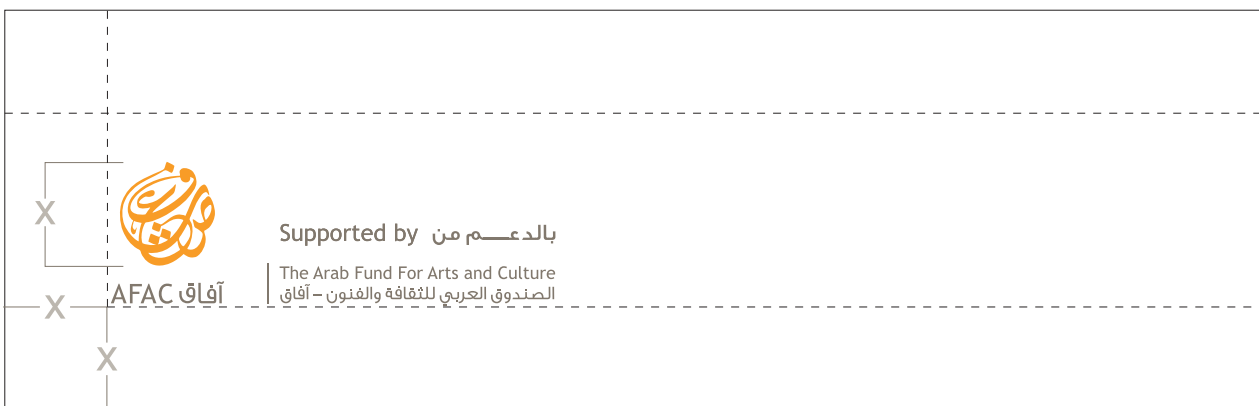 X
Supported by بالدعـــم من
The Arab Fund For Arts and Culture
الصندوق العربي للثقافة والفنون – آفاق
AFAC آفاق
X
X